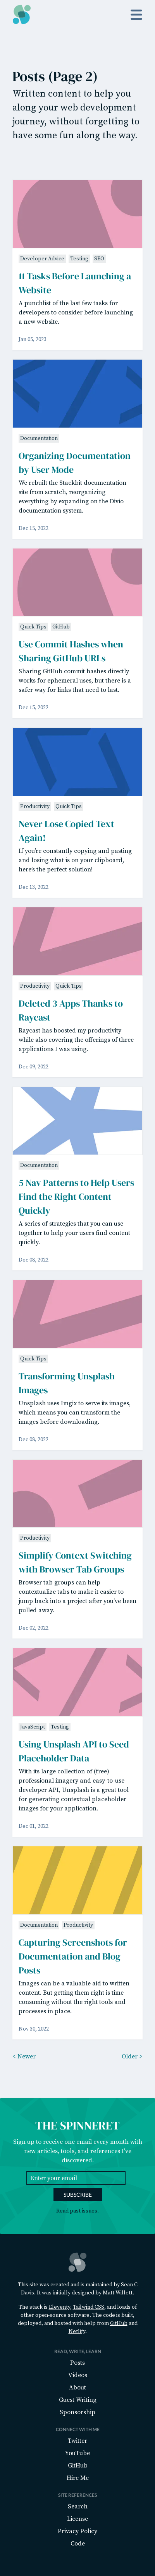 Posts (Page 2)
Written content to help you
along your web development
journey, without forgetting to
have some fun along the way.
Developer Advice Testing SEO
11 Tasks Before Launching a
Website
A punchlist of the last few tasks for
developers to consider before launching
a new website.
Jan 05, 2023
Documentation
Organizing Documentation
by User Mode
We rebuilt the Stackbit documentation
site from scratch, reorganizing
everything by expanding on the Divio
documentation system.
Dec 15, 2022
Quick Tips GitHub
Use Commit Hashes when
Sharing GitHub URLs
Sharing GitHub commit hashes directly
works for ephemeral uses, but there is a
safer way for links that need to last.
Dec 13, 2022
Productivity Quick Tips
Never Lose Copied Text
Again!
If you're constantly copying and pasting
and losing what is on your clipboard,
here's the perfect solution!
Dec 13, 2022
Productivity Quick Tips
Deleted 3 Apps Thanks to
Raycast
Raycast has boosted my productivity
while also covering the offerings of three
applications I was using.
Dec 09, 2022
Documentation
5 Nav Patterns to Help Users
Find the Right Content
Quickly
A series of strategies that you can use
together to help your users find content
quickly.
Dec 08, 2022
Quick Tips
Transforming Unsplash
Images
Unsplash uses Imgix to serve its images,
which means you can transform the
images before downloading.
Dec 08, 2022
Productivity
Simplify Context Switching
with Browser Tab Groups
Browser tab groups can help
contextualize tabs to make it easier to
jump back into a project after you've been
pulled away.
Dec 02, 2022
JavaScript Testing
Using Unsplash API to Seed
Placeholder Data
With its large collection of (free)
professional imagery and easy-to-use
developer API, Unsplash is a great tool
for generating contextual placeholder
images for your application.
Dec 01, 2022
Documentation Productivity
Capturing Screenshots for
Documentation and Blog
Posts
Images can be a valuable aid to written
content. But getting them right is time-
consuming without the right tools and
processes in place.
Nov 30, 2022
< Newer Older >
THE SPINNERET
Sign up to receive one email every month with
new articles, tools, and references I've
discovered.
Enter your email
SUBSCRIBE
Read past issues.
This site was created and is maintained by Sean C
Davis. It was initially designed by Matt Willett.
The stack is Eleventy, Tailwind CSS, and loads of
other open-source software. The code is built,
deployed, and hosted with help from GitHub and
Netlify.
READ, WRITE, LEARN
Posts
Videos
About
Guest Writing
Sponsorship
CONNECT WITH ME
Twitter
YouTube
GitHub
Hire Me
SITE REFERENCES
Search
License
Privacy Policy
Code